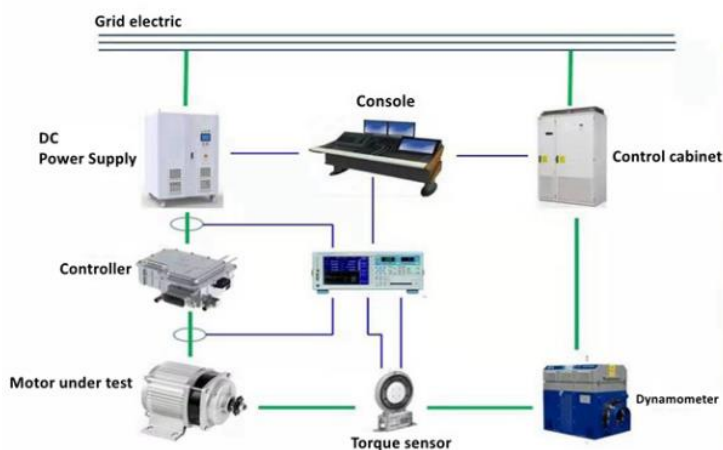 Grid electric
Console
DC
Power Supply
Control cabinet
Controller
Motor under test
Dynamometer
Torque sensor